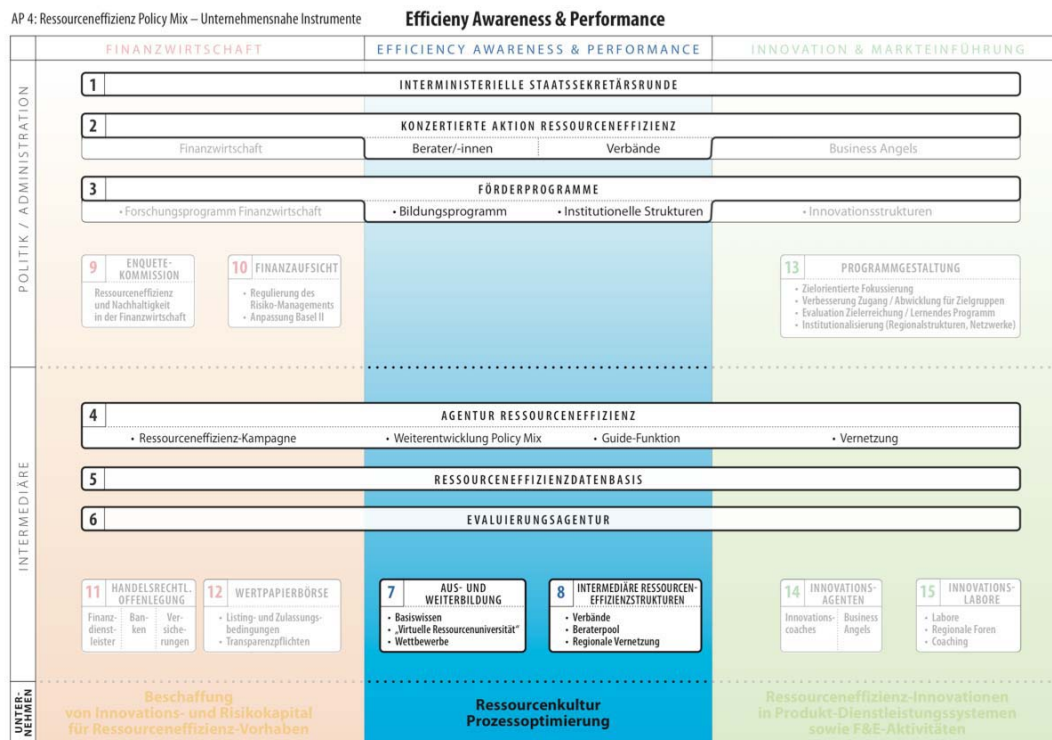 AP 4: Ressourceneffizienz Policy Mix – Unternehmensnahe Instrumente
Efficieny Awareness & Performance
FINANZWIRTSCHAFT
EFFICIENCY AWARENESS & PERFORMANCE
INNOVATION & MARKTEINFÜHRUNG
POLITIK / ADMINISTRATION
1 INTERMINISTERIELLE STAATSSEKRETÄRSRUNDE
2 KONZERTIERTE AKTION RESSOURCENEFFIZIENZ
Finanzwirtschaft
Berater/-innen
Verbände
Business Angels
3 FÖRDERPROGRAMME
• Forschungsprogramm Finanzwirtschaft
• Bildungsprogramm
• Institutionelle Strukturen
• Innovationsstrukturen
9 ENQUETE-
KOMMISSION
Ressourceneffizienz
und Nachhaltigkeit
in der Finanzwirtschaft
10 FINANZAUFSICHT
• Regulierung des
Risiko-Managements
• Anpassung Basel II
13 PROGRAMMGESTALTUNG
• Zielorientierte Fokussierung
• Verbesserung Zugang / Abwicklung für Zielgruppen
• Evaluation Zielerreichung / Lernendes Programm
• Institutionalisierung (Regionalstrukturen, Netzwerke)
INTERMEDIÄRE
4 AGENTUR RESSOURCENEFFIZIENZ
• Ressourceneffizienz-Kampagne
• Weiterentwicklung Policy Mix
• Guide-Funktion
• Vernetzung
5 RESSOURCENEFFIZIENZDATENBASIS
6 EVALUIERUNGSAGENTUR
11 HANDELSRECHTL.
OFFENLEGUNG
Finanz-
dienst-
leister
Ban-
ken
Ver-
siche-
rungen
12 WERTPAPIERBÖRSE
• Listing- und Zulassungs-
bedingungen
• Transparenzpflichten
7 AUS- UND
WEITERBILDUNG
• Basiswissen
• „Virtuelle Ressourcenuniversität“
• Wettbewerbe
8 INTERMEDIÄRE RESSOURCEN-
EFFIZIENZSTRUKTUREN
• Verbände
• Beraterpool
• Regionale Vernetzung
14 INNOVATIONS-
AGENTEN
Innovations-
coaches
Business
Angels
15 INNOVATIONS-
LABORE
• Labore
• Regionale Foren
• Coaching
UNTER-
NEHMEN
Beschaffung
von Innovations- und Risikokapital
für Ressourceneffizienz-Vorhaben
Ressourcenkultur
Prozessoptimierung
Ressourceneffizienz-Innovationen
in Produkt-Dienstleistungssystemen
sowie F&E-Aktivitäten